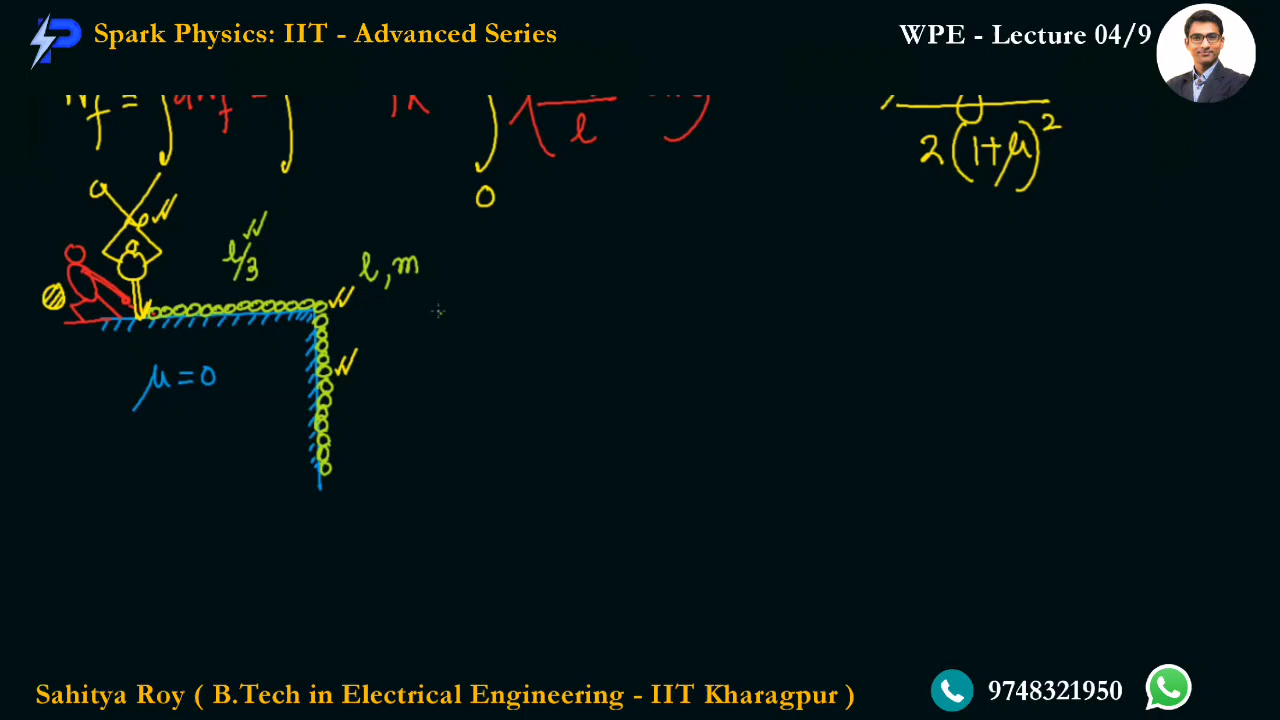 Spark Physics: IIT - Advanced Series
WPE - Lecture 04/9
l
2(1+μ)²
0
l/3
l, m
μ = 0
Sahitya Roy ( B.Tech in Electrical Engineering - IIT Kharagpur )
9748321950